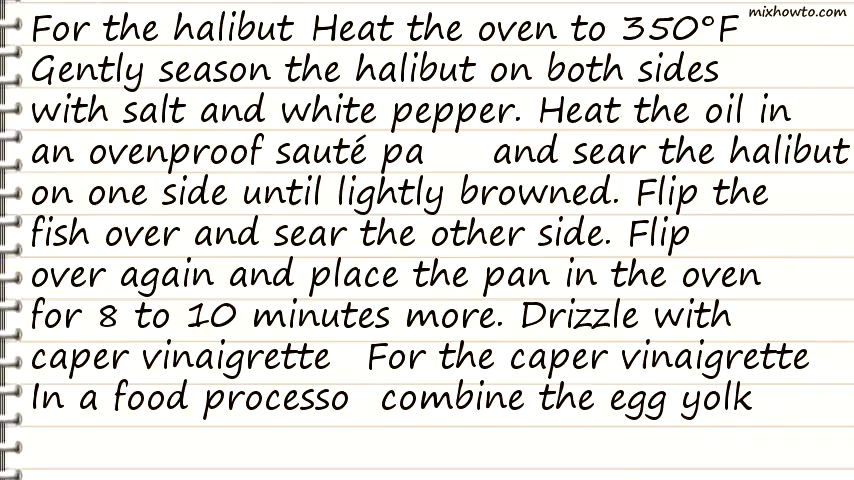 mixhowto.com
For the halibut Heat the oven to 350°F
Gently season the halibut on both sides
with salt and white pepper. Heat the oil in
an ovenproof sauté pa and sear the halibut
on one side until lightly browned. Flip the
fish over and sear the other side. Flip
over again and place the pan in the oven
for 8 to 10 minutes more. Drizzle with
caper vinaigrette For the caper vinaigrette
In a food processo combine the egg yolk